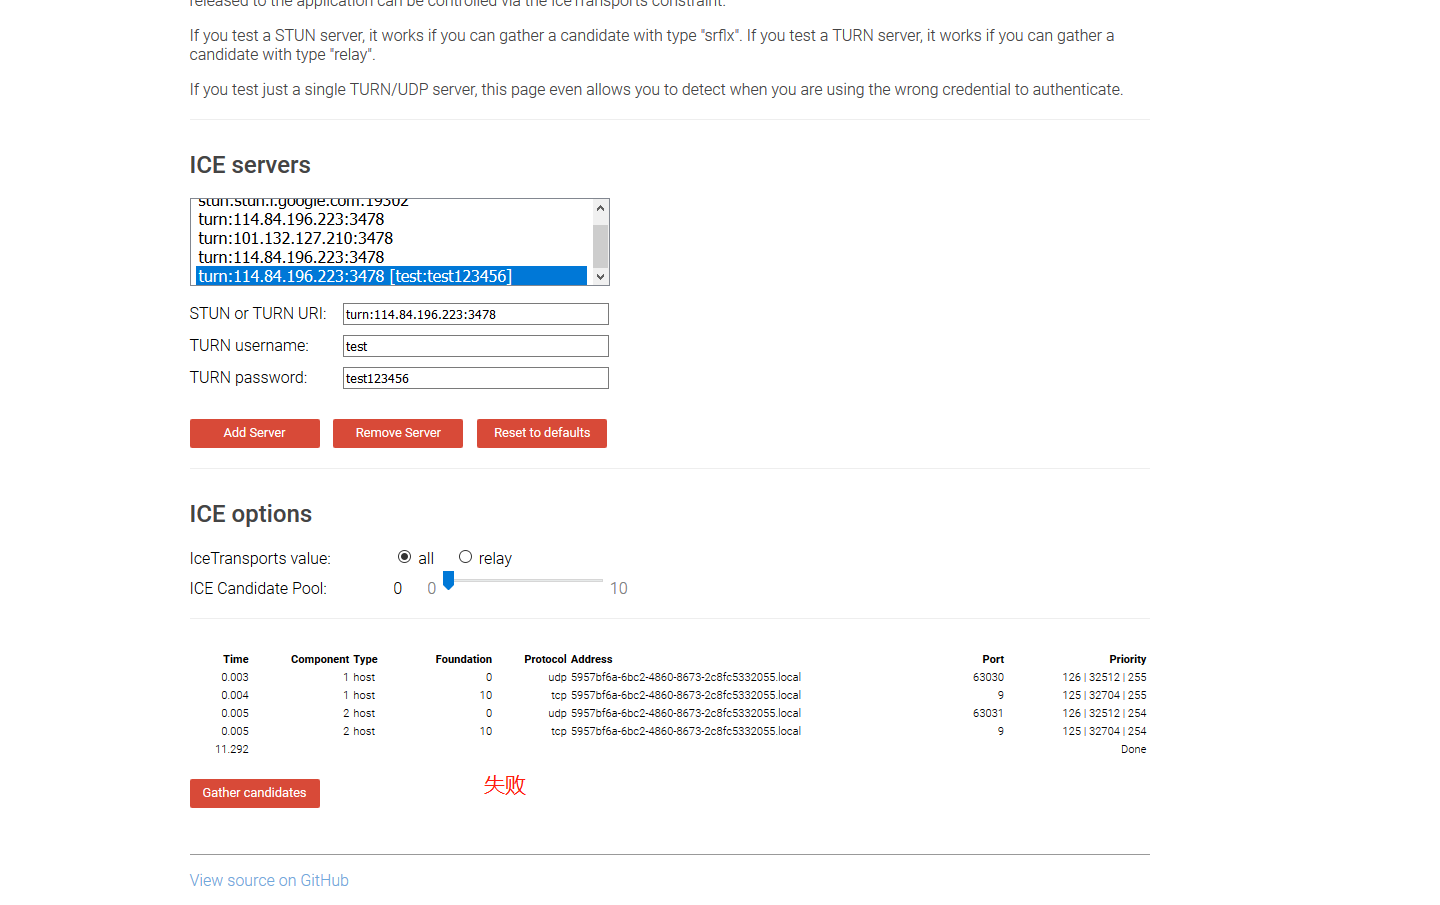 released to the application can be controlled via the IceTransports constraint.
If you test a STUN server, it works if you can gather a candidate with type "srflx". If you test a TURN server, it works if you can gather a
candidate with type "relay".
If you test just a single TURN/UDP server, this page even allows you to detect when you are using the wrong credential to authenticate.
ICE servers
stun:stun.l.google.com:19302
turn:114.84.196.223:3478
turn:101.132.127.210:3478
turn:114.84.196.223:3478
turn:114.84.196.223:3478 [test:test123456]
STUN or TURN URI: turn:114.84.196.223:3478
TURN username: test
TURN password: test123456
Add Server Remove Server Reset to defaults
ICE options
IceTransports value: all relay
ICE Candidate Pool: 0 0 10
Time Component Type Foundation Protocol Address Port Priority
0.003 1 host 0 udp 5957bf6a-6bc2-4860-8673-2c8fc5332055.local 63030 126 | 32512 | 255
0.004 1 host 10 tcp 5957bf6a-6bc2-4860-8673-2c8fc5332055.local 9 125 | 32704 | 255
0.005 2 host 0 udp 5957bf6a-6bc2-4860-8673-2c8fc5332055.local 63031 126 | 32512 | 254
0.005 2 host 10 tcp 5957bf6a-6bc2-4860-8673-2c8fc5332055.local 9 125 | 32704 | 254
11.292 Done
Gather candidates 失败
View source on GitHub